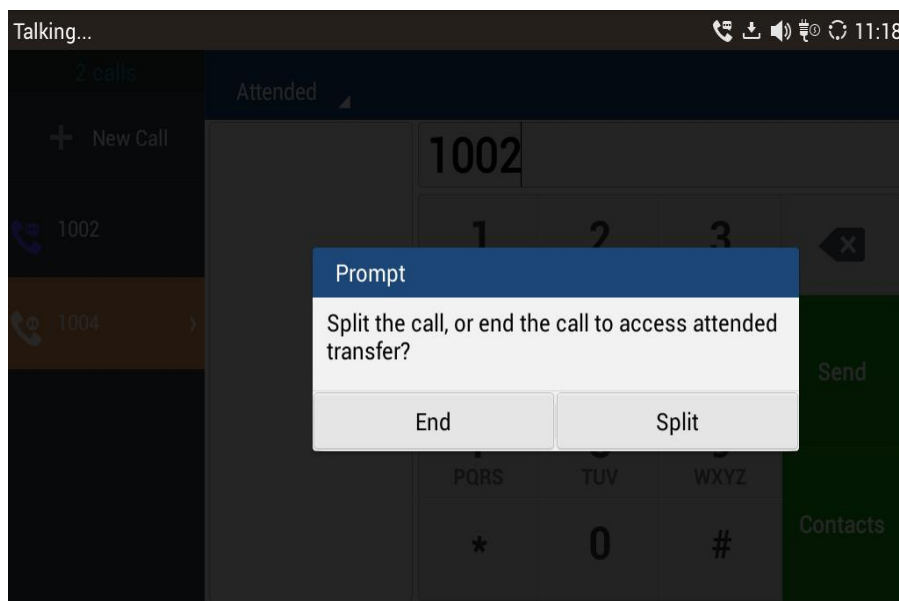 Talking...
11:18
2 calls
Attended
+ New Call
1002
1002
1 2 3
Prompt
Split the call, or end the call to access attended
transfer?
1004
Send
End
Split
PQRS TUV WXYZ
Contacts
* 0 #